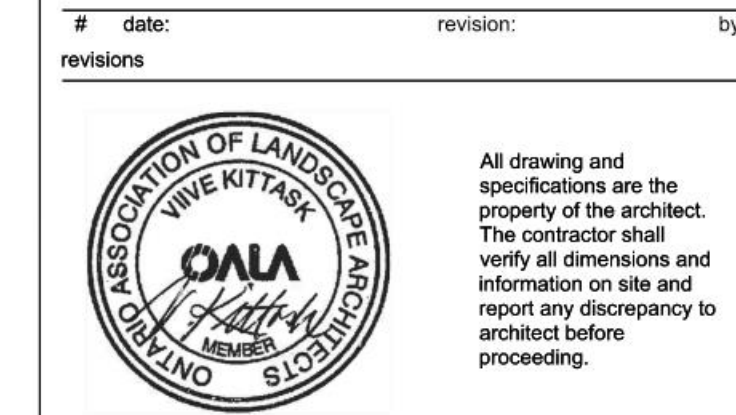 # date: revision: by
revisions
ONTARIO ASSOCIATION OF LANDSCAPE ARCHITECTS
VIIVE KITTASK
OALA
V. Kittask
MEMBER
All drawing and
specifications are the
property of the architect.
The contractor shall
verify all dimensions and
information on site and
report any discrepancy to
architect before
proceeding.